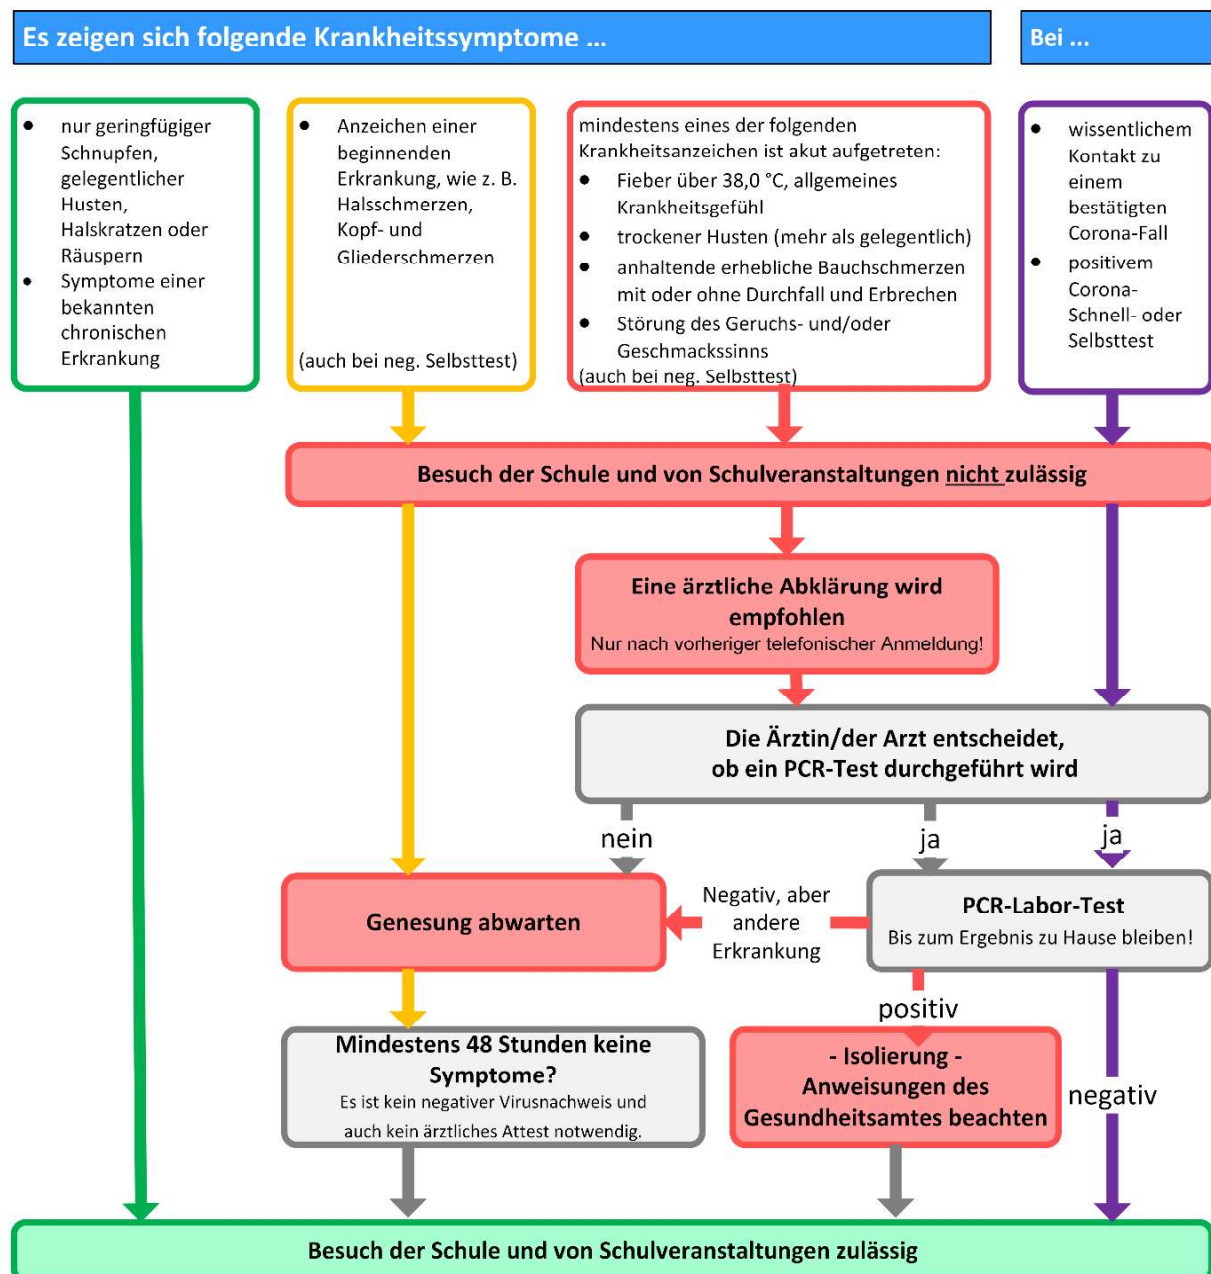 Es zeigen sich folgende Krankheitssymptome ...
Bei ...
● nur geringfügiger
Schnupfen,
gelegentlicher
Husten,
Halskratzen oder
Räuspern
● Symptome einer
bekannten
chronischen
Erkrankung
● Anzeichen einer
beginnenden
Erkrankung, wie z. B.
Halsschmerzen,
Kopf- und
Gliederschmerzen
(auch bei neg. Selbsttest)
mindestens eines der folgenden
Krankheitsanzeichen ist akut aufgetreten:
● Fieber über 38,0 °C, allgemeines
Krankheitsgefühl
● trockener Husten (mehr als gelegentlich)
● anhaltende erhebliche Bauchschmerzen
mit oder ohne Durchfall und Erbrechen
● Störung des Geruchs- und/oder
Geschmackssinns
(auch bei neg. Selbsttest)
● wissentlichem
Kontakt zu
einem
bestätigten
Corona-Fall
● positivem
Corona-
Schnell- oder
Selbsttest
Besuch der Schule und von Schulveranstaltungen nicht zulässig
Eine ärztliche Abklärung wird
empfohlen
Nur nach vorheriger telefonischer Anmeldung!
Die Ärztin/der Arzt entscheidet,
ob ein PCR-Test durchgeführt wird
nein
ja
ja
Genesung abwarten
Negativ, aber
andere
Erkrankung
PCR-Labor-Test
Bis zum Ergebnis zu Hause bleiben!
positiv
Mindestens 48 Stunden keine
Symptome?
Es ist kein negativer Virusnachweis und
auch kein ärztliches Attest notwendig.
- Isolierung -
Anweisungen des
Gesundheitsamtes beachten
negativ
Besuch der Schule und von Schulveranstaltungen zulässig